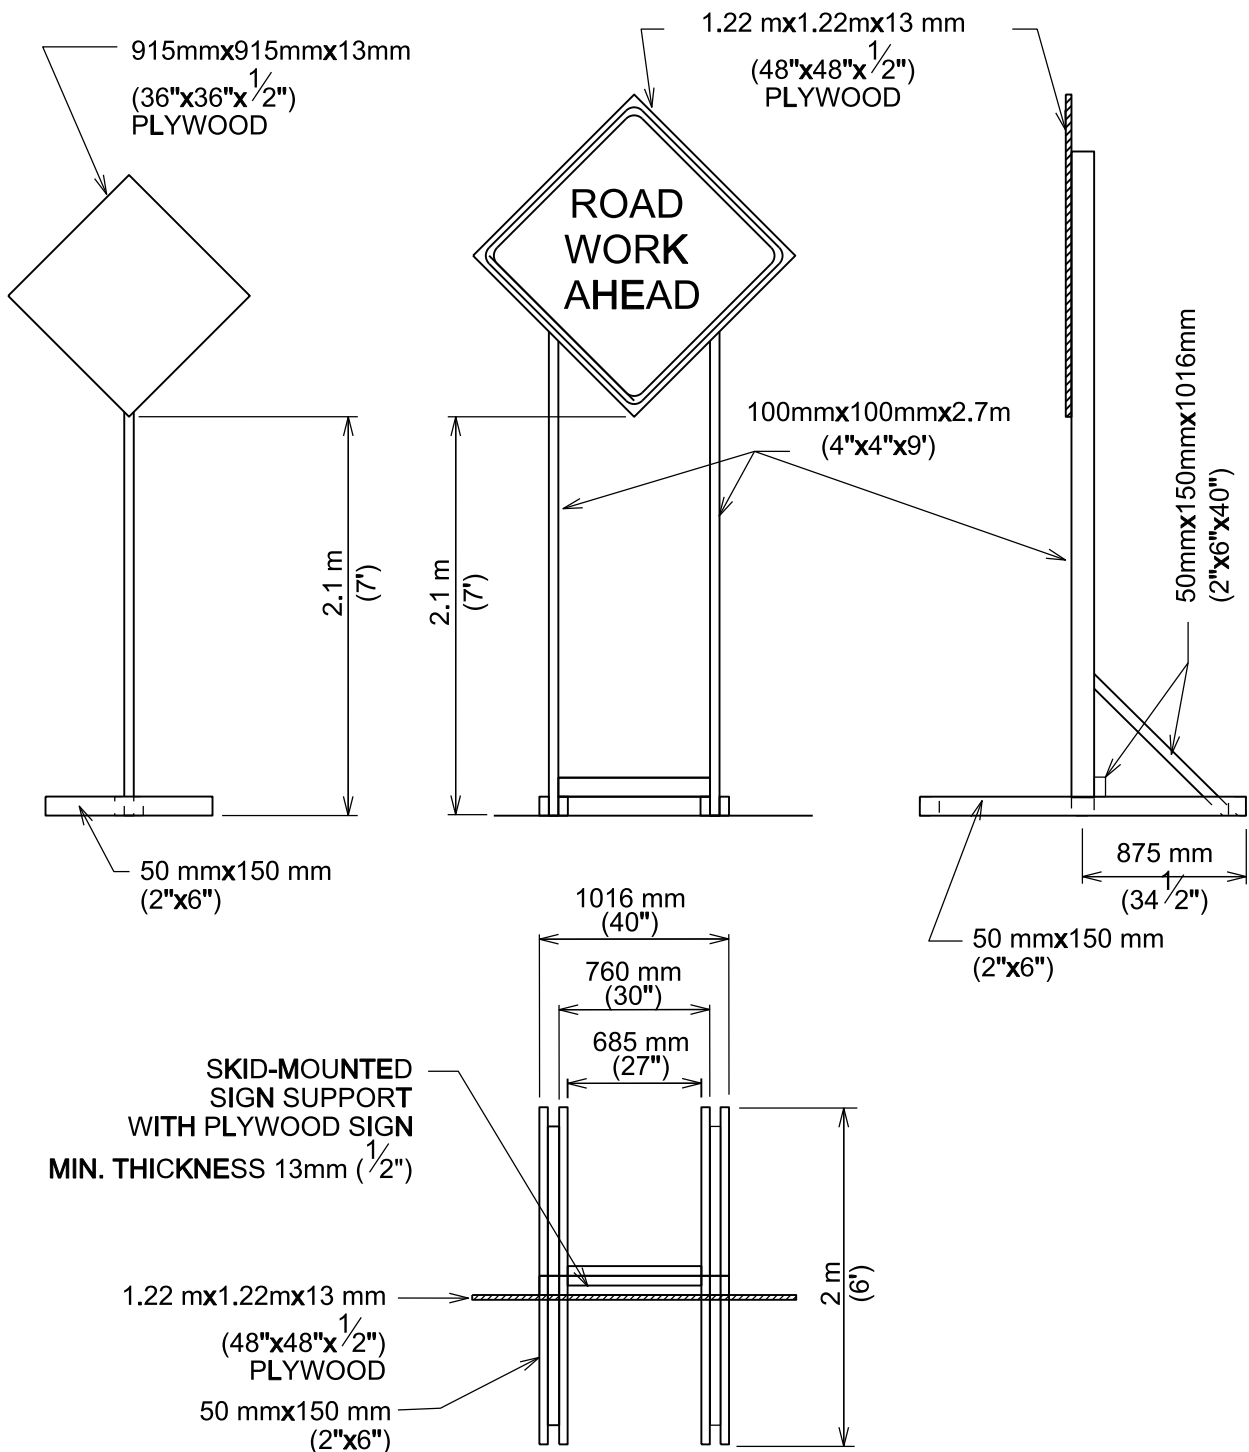 915mmx915mmx13mm
(36"x36"x 1/2")
PLYWOOD
1.22 mx1.22mx13 mm
(48"x48"x 1/2")
PLYWOOD
ROAD
WORK
AHEAD
100mmx100mmx2.7m
(4"x4"x9')
50mmx150mmx1016mm
(2"x6"x40")
2.1 m
(7')
2.1 m
(7')
50 mmx150 mm
(2"x6")
875 mm
(34 1/2")
50 mmx150 mm
(2"x6")
1016 mm
(40")
760 mm
(30")
685 mm
(27")
SKID-MOUNTED
SIGN SUPPORT
WITH PLYWOOD SIGN
MIN. THICKNESS 13mm ( 1/2")
2 m
(6')
1.22 mx1.22mx13 mm
(48"x48"x 1/2")
PLYWOOD
50 mmx150 mm
(2"x6")